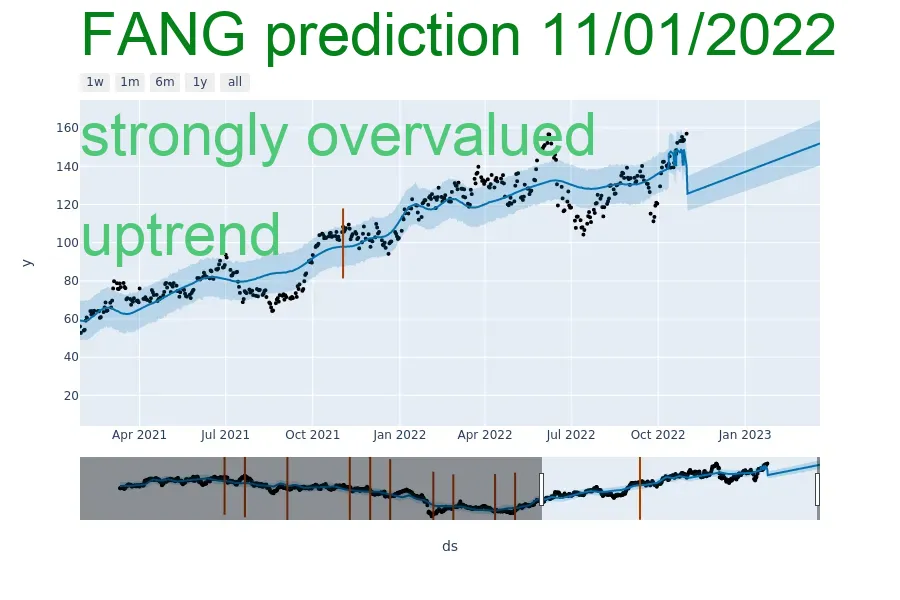 FANG prediction 11/01/2022
1w 1m 6m 1y all
strongly overvalued
uptrend
160
140
120
100
80
60
40
20
y
Apr 2021 Jul 2021 Oct 2021 Jan 2022 Apr 2022 Jul 2022 Oct 2022 Jan 2023
ds